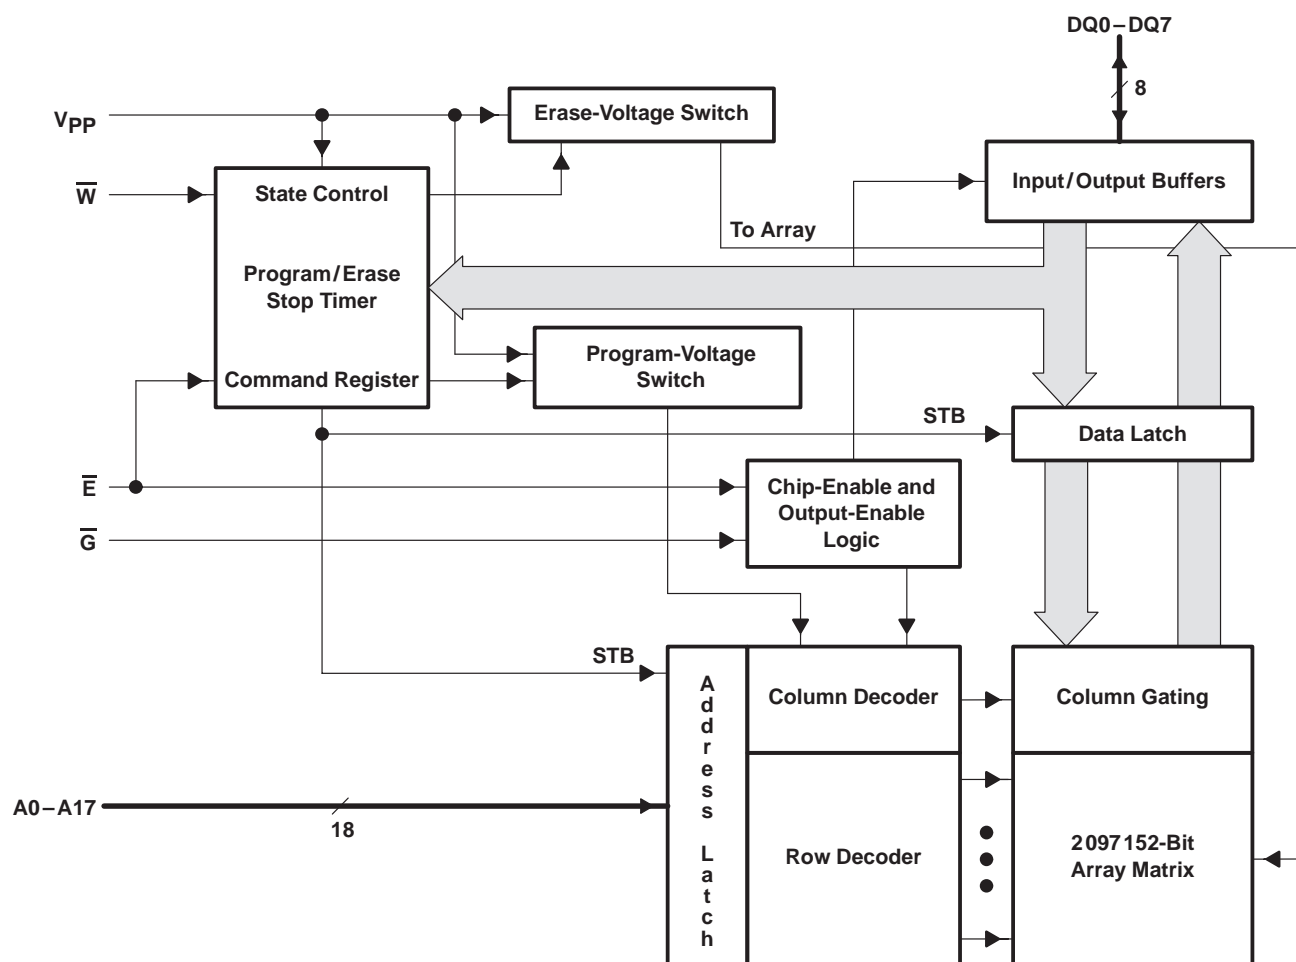 DQ0–DQ7
8
VPP
Erase-Voltage Switch
W̅
State Control
Input/Output Buffers
To Array
Program/Erase
Stop Timer
Program-Voltage
Switch
Command Register
STB
Data Latch
E̅
Chip-Enable and
Output-Enable
Logic
G̅
STB
Address Latch
Column Decoder
Column Gating
A0–A17
18
Row Decoder
2097152-Bit
Array Matrix